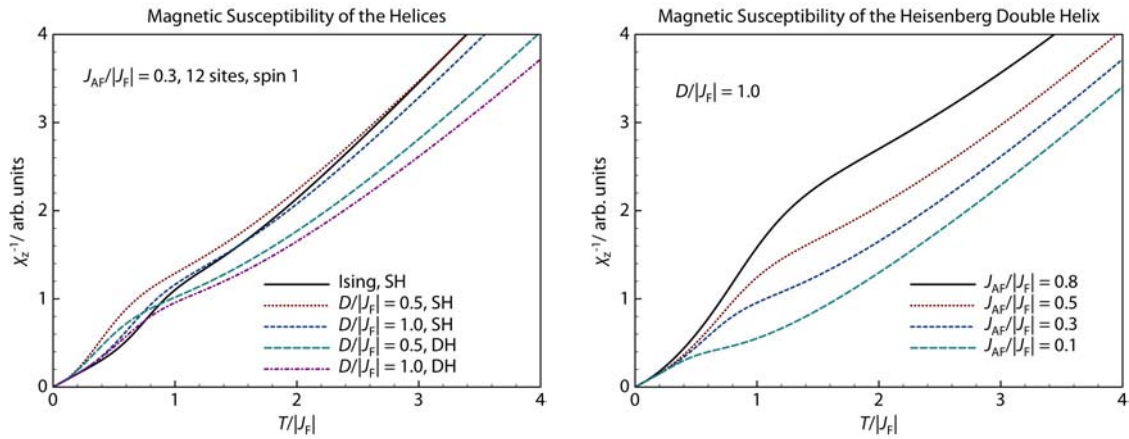 Magnetic Susceptibility of the Helices
4
3
2
1
0
χz⁻¹/ arb. units
J_AF/|J_F| = 0.3, 12 sites, spin 1
Ising, SH
D/|J_F| = 0.5, SH
D/|J_F| = 1.0, SH
D/|J_F| = 0.5, DH
D/|J_F| = 1.0, DH
0 1 2 3 4
T/|J_F|
Magnetic Susceptibility of the Heisenberg Double Helix
4
3
2
1
0
χz⁻¹/ arb. units
D/|J_F| = 1.0
J_AF/|J_F| = 0.8
J_AF/|J_F| = 0.5
J_AF/|J_F| = 0.3
J_AF/|J_F| = 0.1
0 1 2 3 4
T/|J_F|